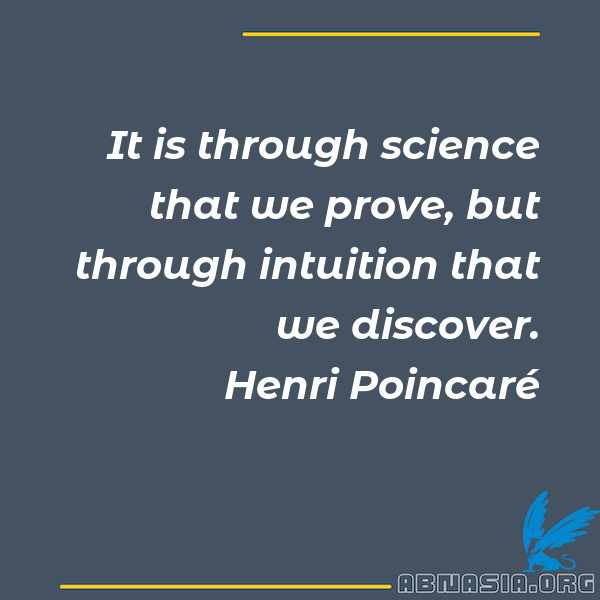 It is through science
that we prove, but
through intuition that
we discover.
Henri Poincaré
ABNASIA.ORG